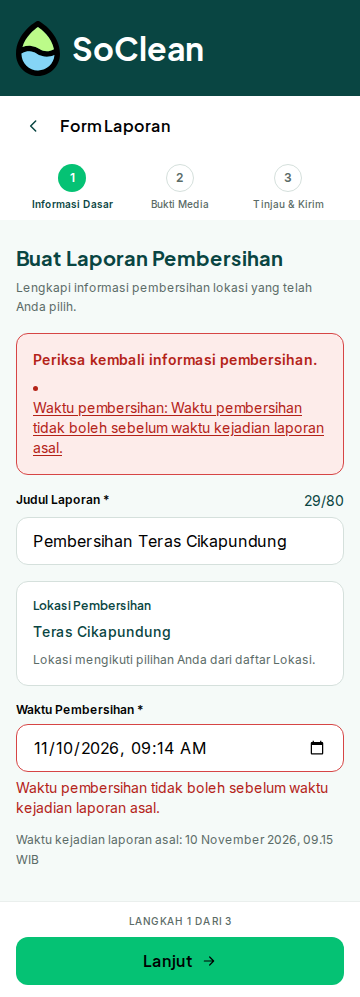 SoClean
Form Laporan
1
2
3
Informasi Dasar
Bukti Media
Tinjau & Kirim
Buat Laporan Pembersihan
Lengkapi informasi pembersihan lokasi yang telah
Anda pilih.
Periksa kembali informasi pembersihan.
Waktu pembersihan: Waktu pembersihan
tidak boleh sebelum waktu kejadian laporan
asal.
Judul Laporan *
29/80
Pembersihan Teras Cikapundung
Lokasi Pembersihan
Teras Cikapundung
Lokasi mengikuti pilihan Anda dari daftar Lokasi.
Waktu Pembersihan *
11/10/2026, 09:14 AM
Waktu pembersihan tidak boleh sebelum waktu
kejadian laporan asal.
Waktu kejadian laporan asal: 10 November 2026, 09.15
WIB
LANGKAH 1 DARI 3
Lanjut →